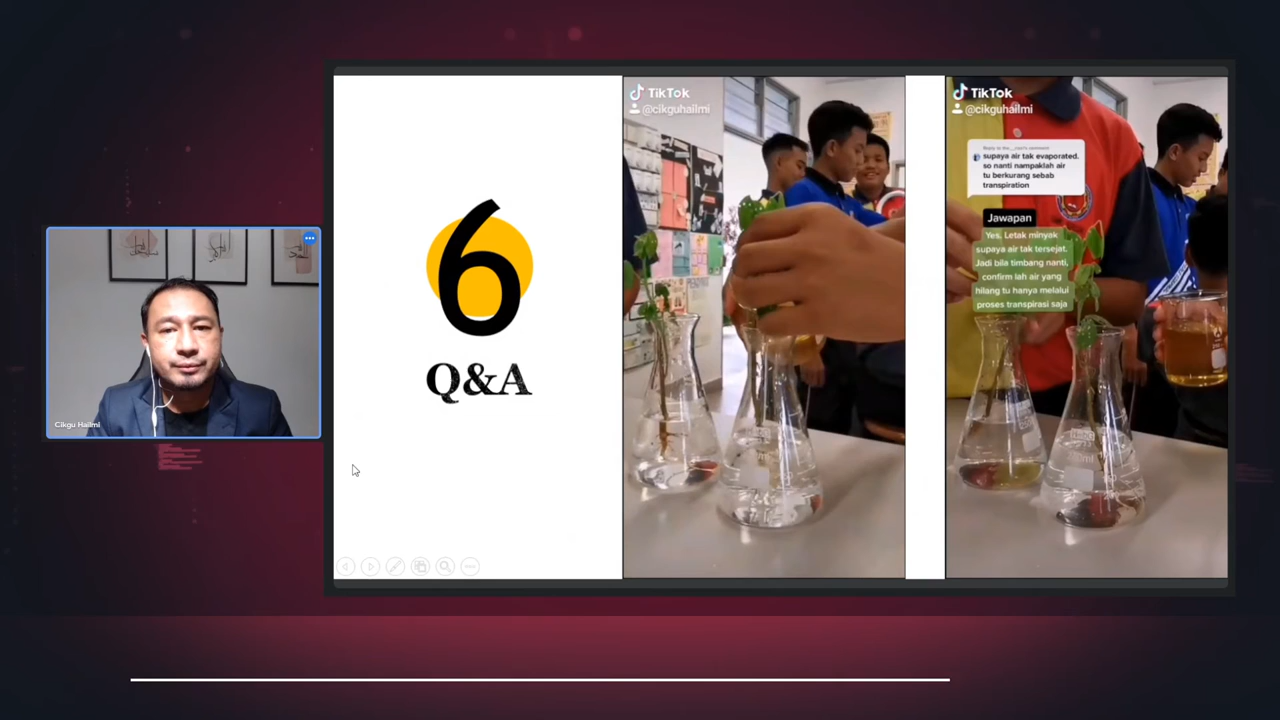 Cikgu Hailmi
6
Q&A
TikTok
@cikguhailmi
TikTok
@cikguhailmi
supaya air tak evaporated.
so nanti nampaklah air
tu berkurang sebab
transpiration
Jawapan
Yes. Letak minyak
supaya air tak tersejat.
Jadi bila timbang nanti,
confirm lah air yang
hilang tu hanya melalui
proses transpirasi saja